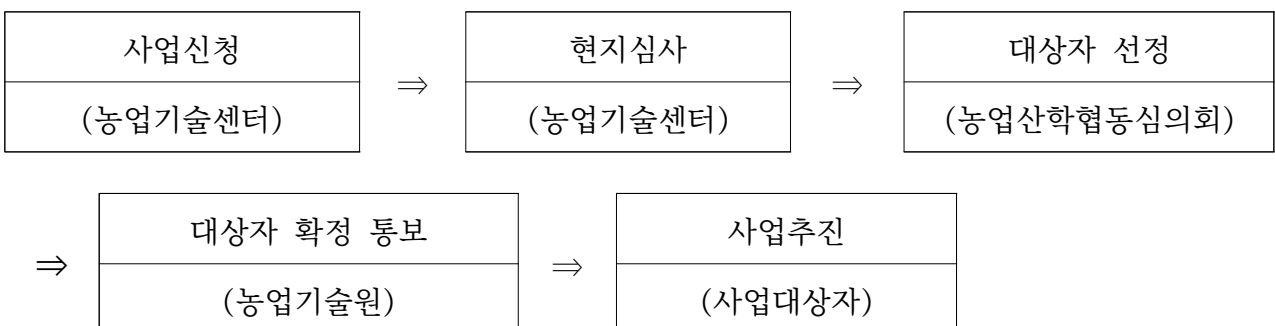 사업신청 ⇒ 현지심사 ⇒ 대상자 선정
(농업기술센터) (농업기술센터) (농업산학협동심의회)
⇒ 대상자 확정 통보 ⇒ 사업추진
(농업기술원) (사업대상자)